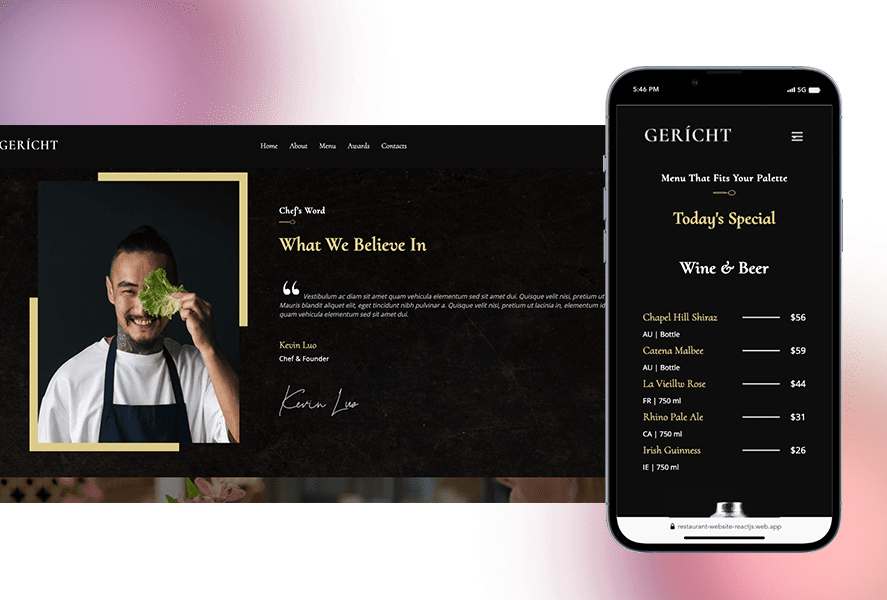 GERÍCHT
Home About Menu Awards Contacts
Chef's Word
What We Believe In
“ Vestibulum ac diam sit amet quam vehicula elementum sed sit amet dui. Quisque velit nisi, pretium ut
Mauris blandit aliquet elit, eget tincidunt nibh pulvinar a. Quisque velit nisi, pretium ut lacinia in, elementum id
quam vehicula elementum sed sit amet dui.
Kevin Luo
Chef & Founder
Kevin Luo
5:46 PM 5G
GERÍCHT
Menu That Fits Your Palette
Today's Special
Wine & Beer
Chapel Hill Shiraz $56
AU | Bottle
Catena Malbee $59
AU | Bottle
La Vieillw Rose $44
FR | 750 ml
Rhino Pale Ale $31
CA | 750 ml
Irish Guinness $26
IE | 750 ml
restaurant-website-reactjs.web.app